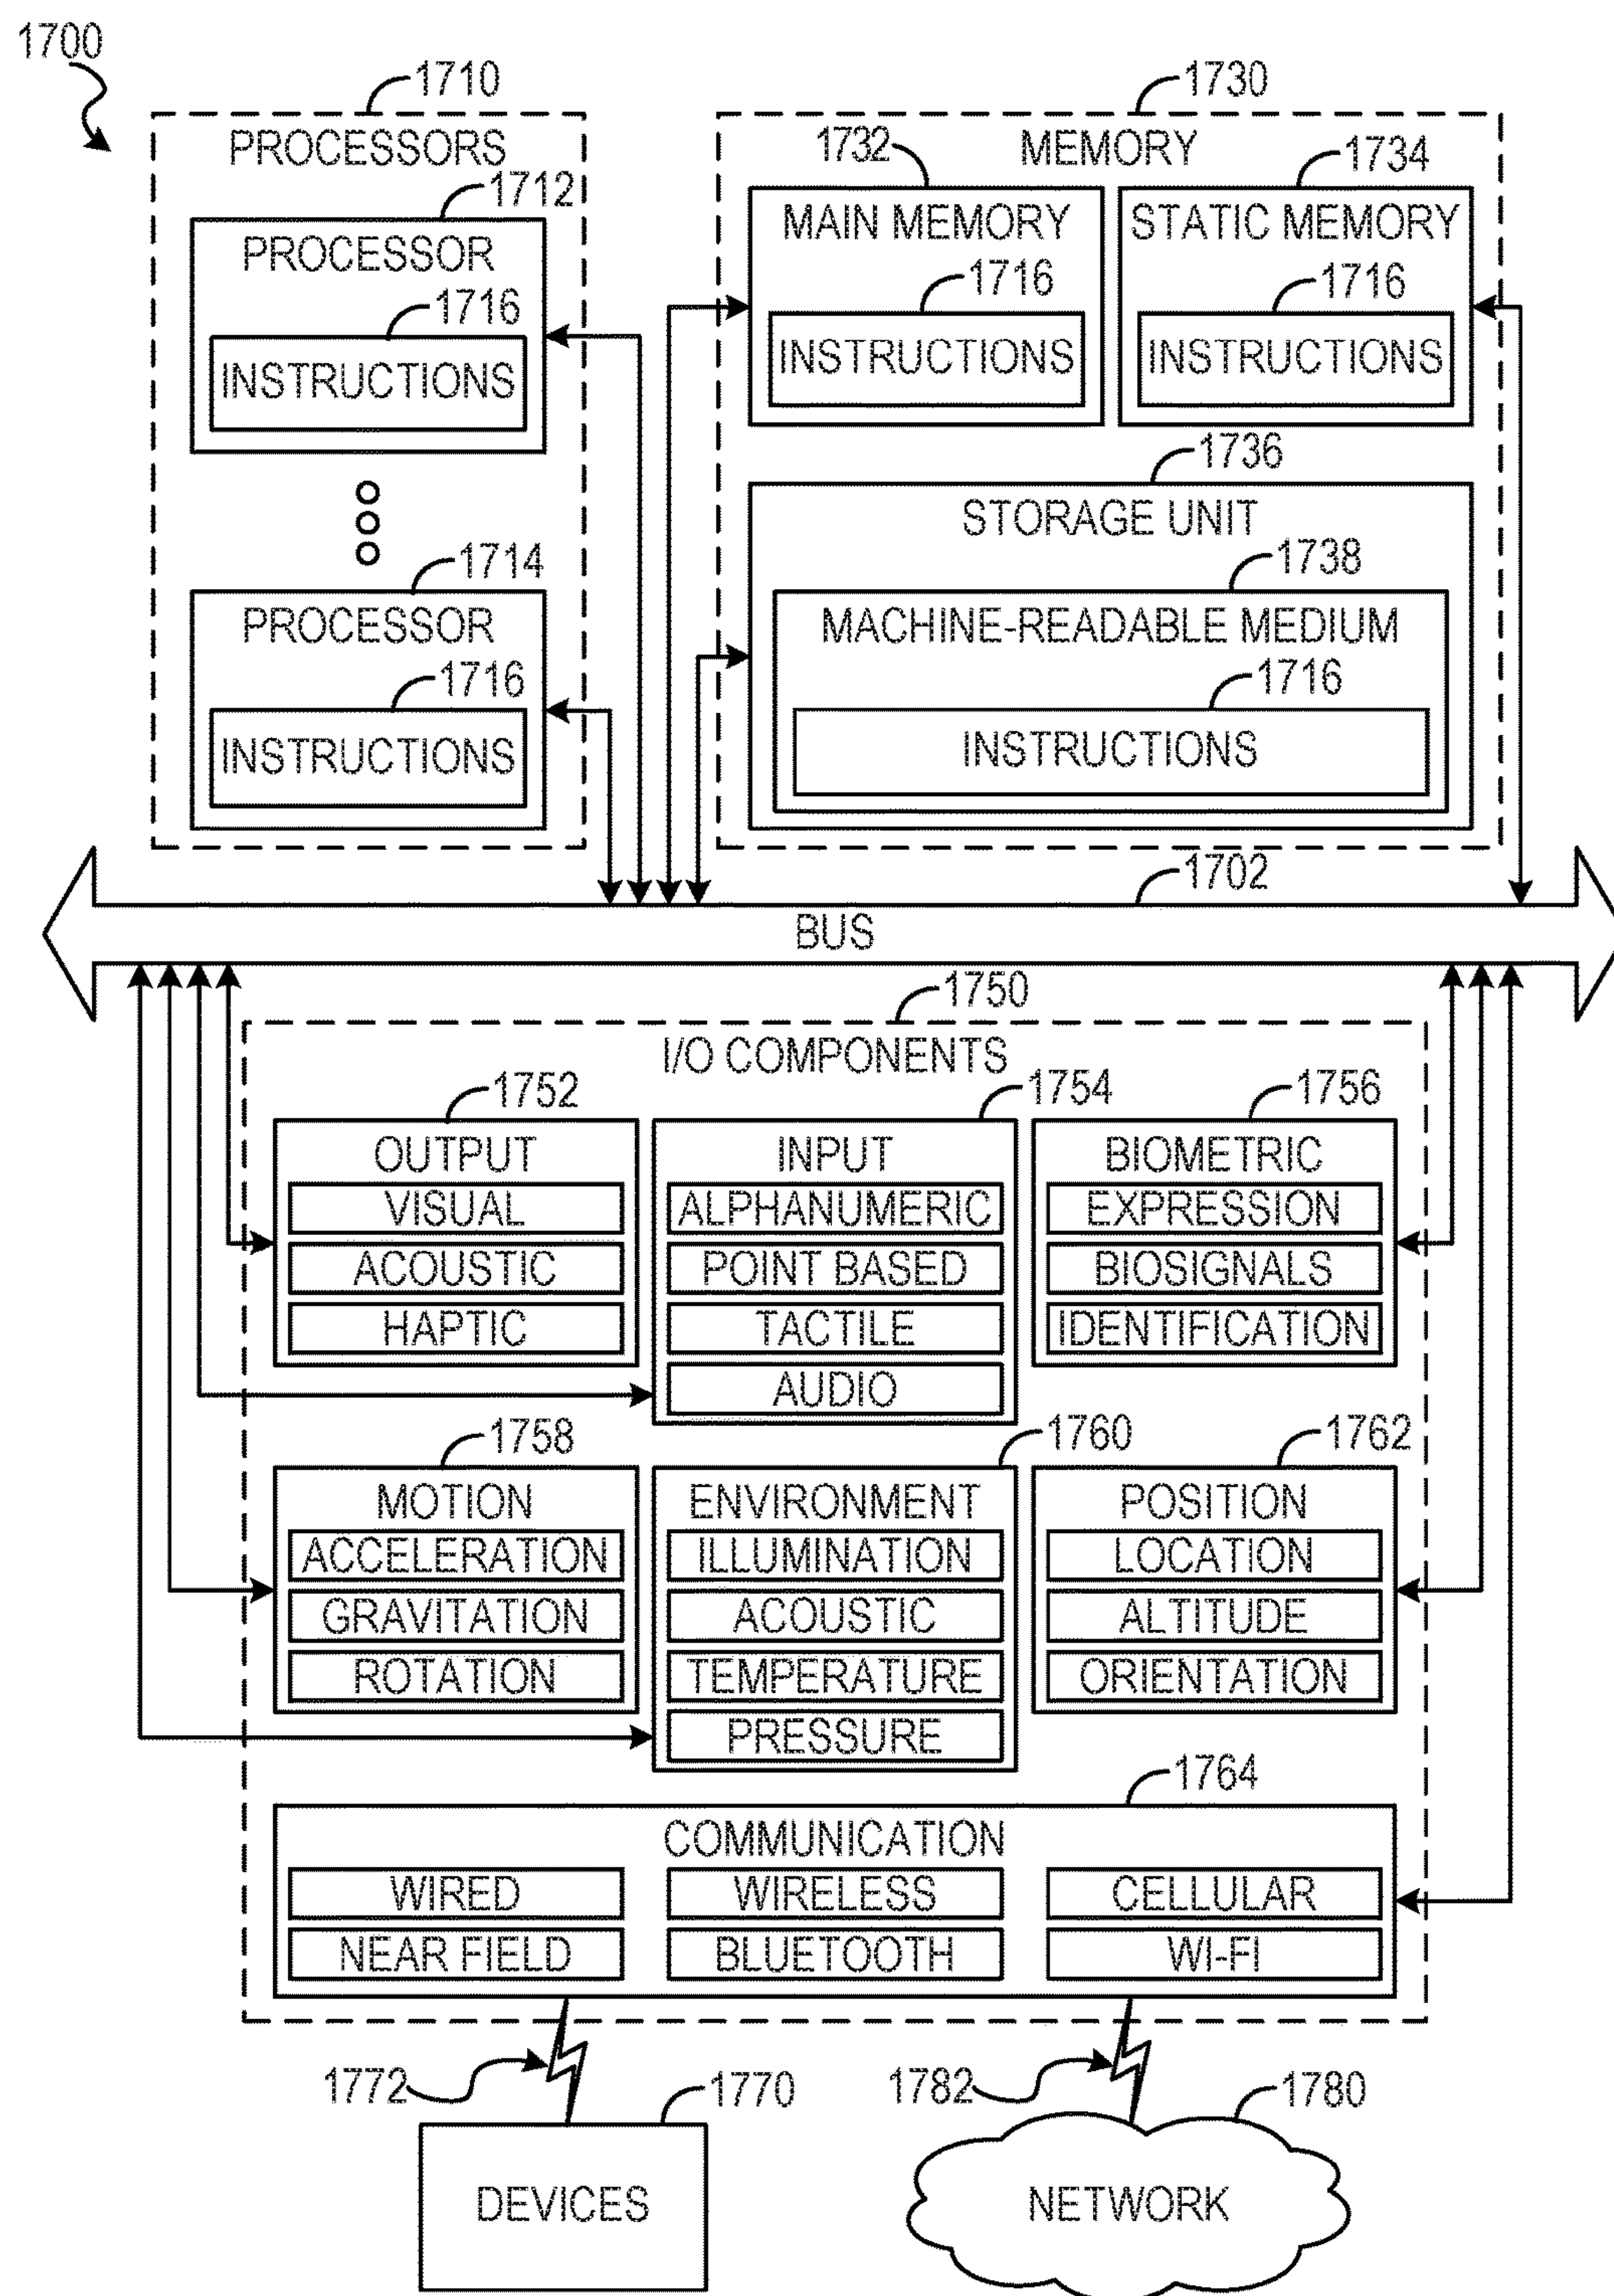 1700
1710
PROCESSORS
1712
PROCESSOR
1716
INSTRUCTIONS
1714
PROCESSOR
1716
INSTRUCTIONS
1730
MEMORY
1732
MAIN MEMORY
1716
INSTRUCTIONS
1734
STATIC MEMORY
1716
INSTRUCTIONS
1736
STORAGE UNIT
1738
MACHINE-READABLE MEDIUM
1716
INSTRUCTIONS
1702
BUS
1750
I/O COMPONENTS
1752
OUTPUT
VISUAL
ACOUSTIC
HAPTIC
1754
INPUT
ALPHANUMERIC
POINT BASED
TACTILE
AUDIO
1756
BIOMETRIC
EXPRESSION
BIOSIGNALS
IDENTIFICATION
1758
MOTION
ACCELERATION
GRAVITATION
ROTATION
1760
ENVIRONMENT
ILLUMINATION
ACOUSTIC
TEMPERATURE
PRESSURE
1762
POSITION
LOCATION
ALTITUDE
ORIENTATION
1764
COMMUNICATION
WIRED
WIRELESS
CELLULAR
NEAR FIELD
BLUETOOTH
WI-FI
1772
1770
DEVICES
1782
1780
NETWORK